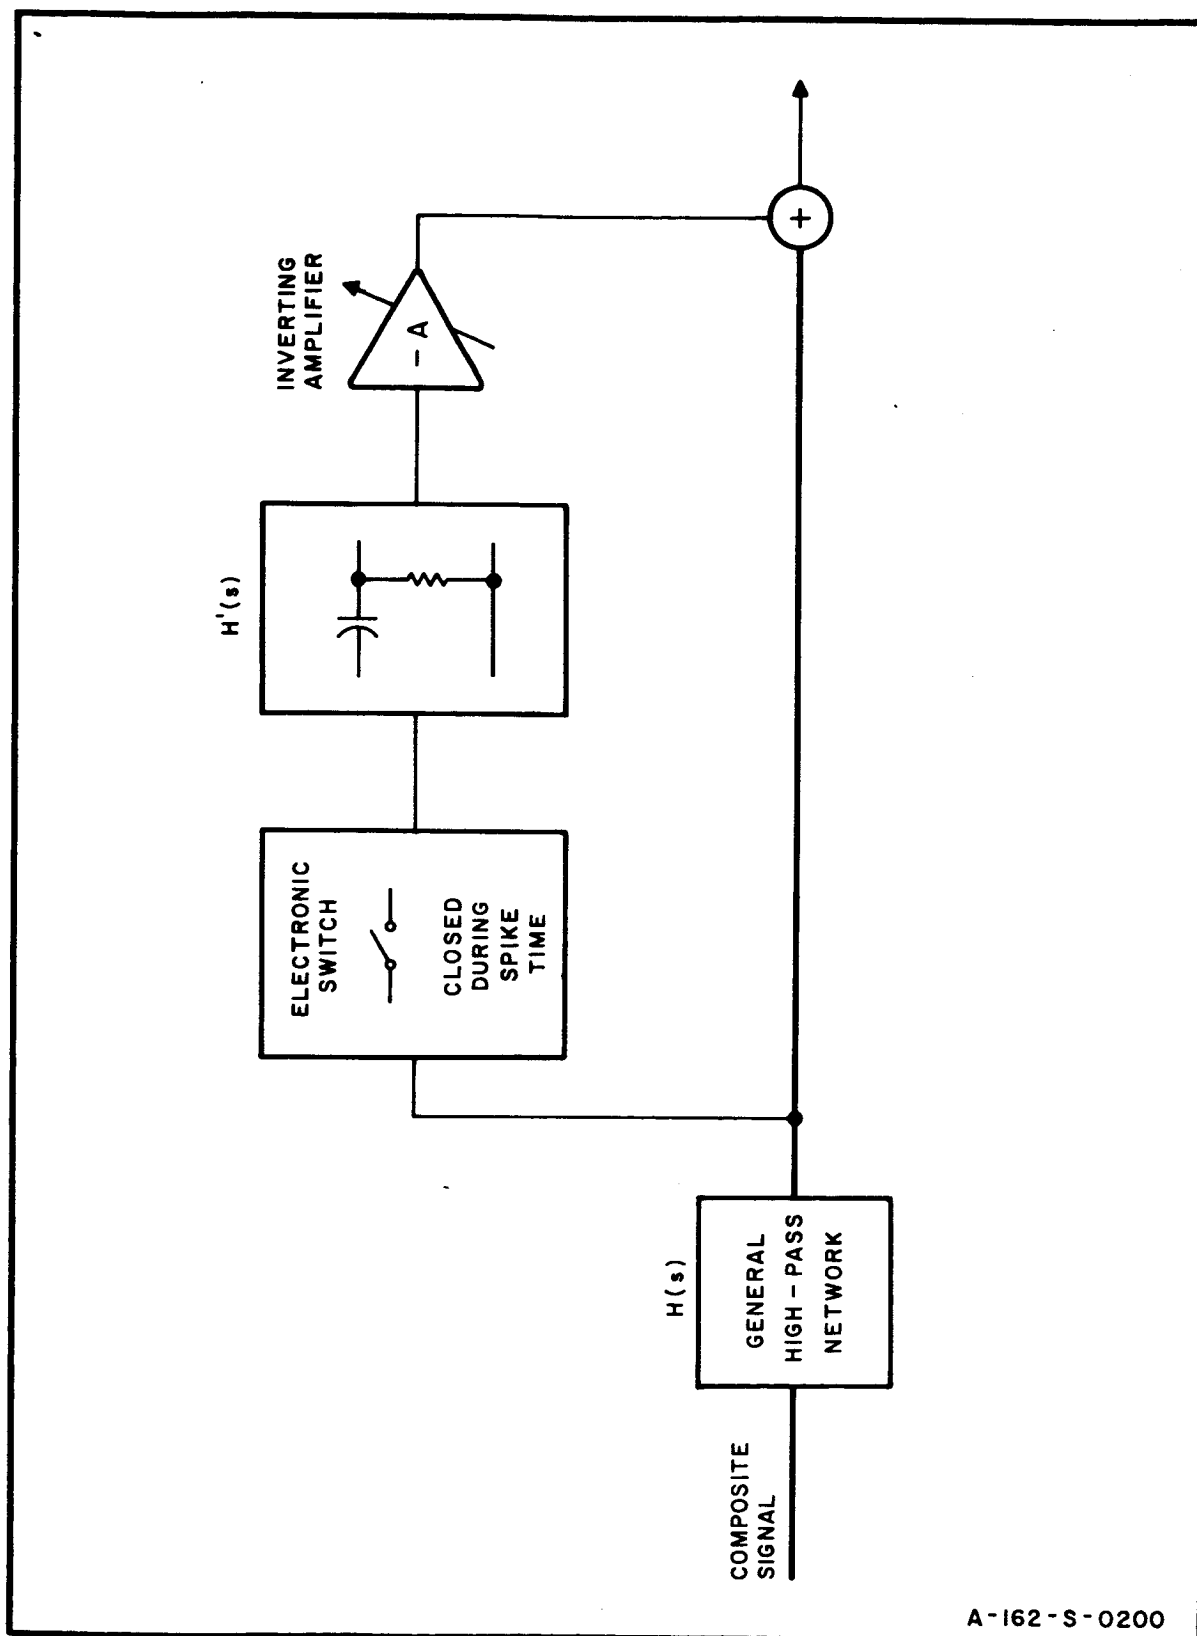 COMPOSITE
SIGNAL
H(s)
GENERAL
HIGH-PASS
NETWORK
ELECTRONIC
SWITCH
CLOSED
DURING
SPIKE
TIME
H'(s)
INVERTING
AMPLIFIER
- A
+
A-162-S-0200